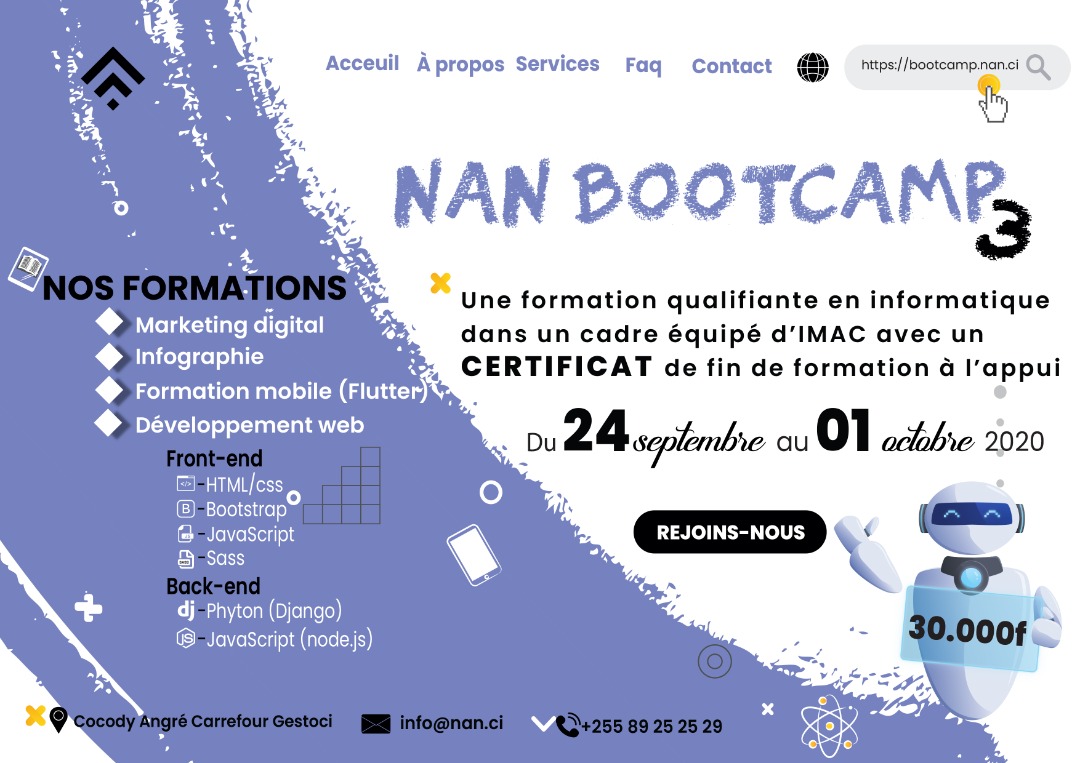 Acceuil À propos Services Faq Contact https://bootcamp.nan.ci
NAN BOOTCAMP
3
NOS FORMATIONS
Marketing digital
Infographie
Formation mobile (Flutter)
Développement web
Front-end
-HTML/css
B -Bootstrap
-JavaScript
-Sass
Back-end
dj -Phyton (Django)
JS -JavaScript (node.js)
Une formation qualifiante en informatique
dans un cadre équipé d’IMAC avec un
CERTIFICAT de fin de formation à l’appui
Du 24 septembre au 01 octobre 2020
REJOINS-NOUS
30.000f
Cocody Angré Carrefour Gestoci info@nan.ci +255 89 25 25 29